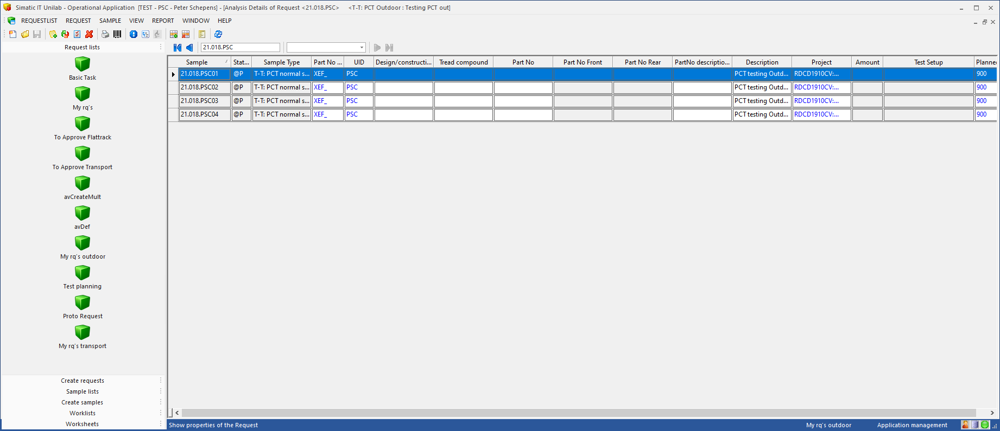 Simatic IT Unilab - Operational Application [TEST - PSC - Peter Schepens] - [Analysis Details of Request <21.018.PSC> <T-T: PCT Outdoor : Testing PCT out]
REQUESTLIST REQUEST SAMPLE VIEW REPORT WINDOW HELP
Request lists
Basic Task
My rq's
To Approve Flattrack
To Approve Transport
avCreateMult
avDef
My rq's outdoor
Test planning
Proto Request
My rq's transport
Create requests
Sample lists
Create samples
Worklists
Worksheets
21.018.PSC
Sample Stat... Sample Type Part No ... UID Design/constructi... Tread compound Part No Part No Front Part No Rear PartNo descriptio... Description Project Amount Test Setup Planne
21.018.PSC01 @P T-T: PCT normal s... XEF_ PSC PCT testing Outd... RDCD1910CV:... 900
21.018.PSC02 @P T-T: PCT normal s... XEF_ PSC PCT testing Outd... RDCD1910CV:... 900
21.018.PSC03 @P T-T: PCT normal s... XEF_ PSC PCT testing Outd... RDCD1910CV:... 900
21.018.PSC04 @P T-T: PCT normal s... XEF_ PSC PCT testing Outd... RDCD1910CV:... 900
Show properties of the Request My rq's outdoor Application management